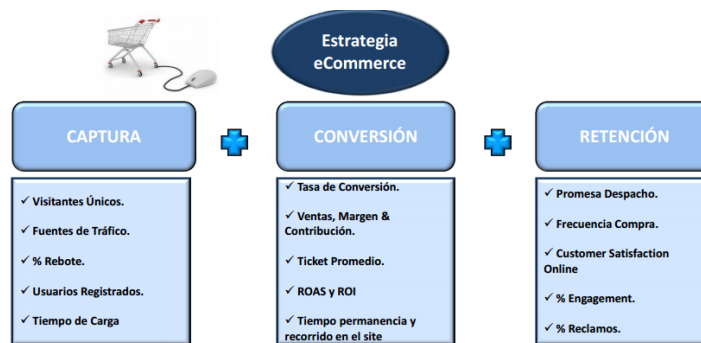 Estrategia
eCommerce
CAPTURA
CONVERSIÓN
RETENCIÓN
✓ Visitantes Únicos.
✓ Fuentes de Tráfico.
✓ % Rebote.
✓ Usuarios Registrados.
✓ Tiempo de Carga
✓ Tasa de Conversión.
✓ Ventas, Margen &
Contribución.
✓ Ticket Promedio.
✓ ROAS y ROI
✓ Tiempo permanencia y
recorrido en el site
✓ Promesa Despacho.
✓ Frecuencia Compra.
✓ Customer Satisfaction
Online
✓ % Engagement.
✓ % Reclamos.